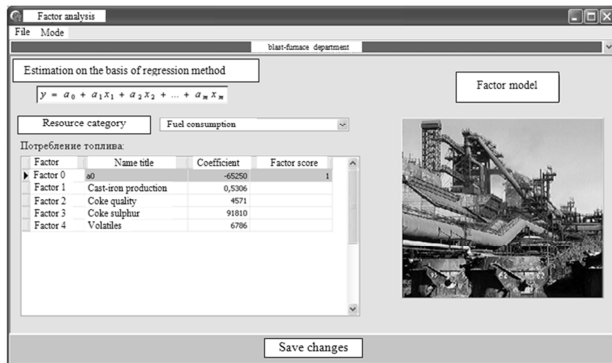 Factor analysis
File Mode
blast-furnace department
Estimation on the basis of regression method
y = a₀ + a₁x₁ + a₂x₂ + ... + aₘxₘ
Factor model
Resource category Fuel consumption
Потребление топлива:
Factor Name title Coefficient Factor score
Factor 0 a0 -65250 1
Factor 1 Cast-iron production 0,5306
Factor 2 Coke quality 4571
Factor 3 Coke sulphur 91810
Factor 4 Volatiles 6786
Save changes